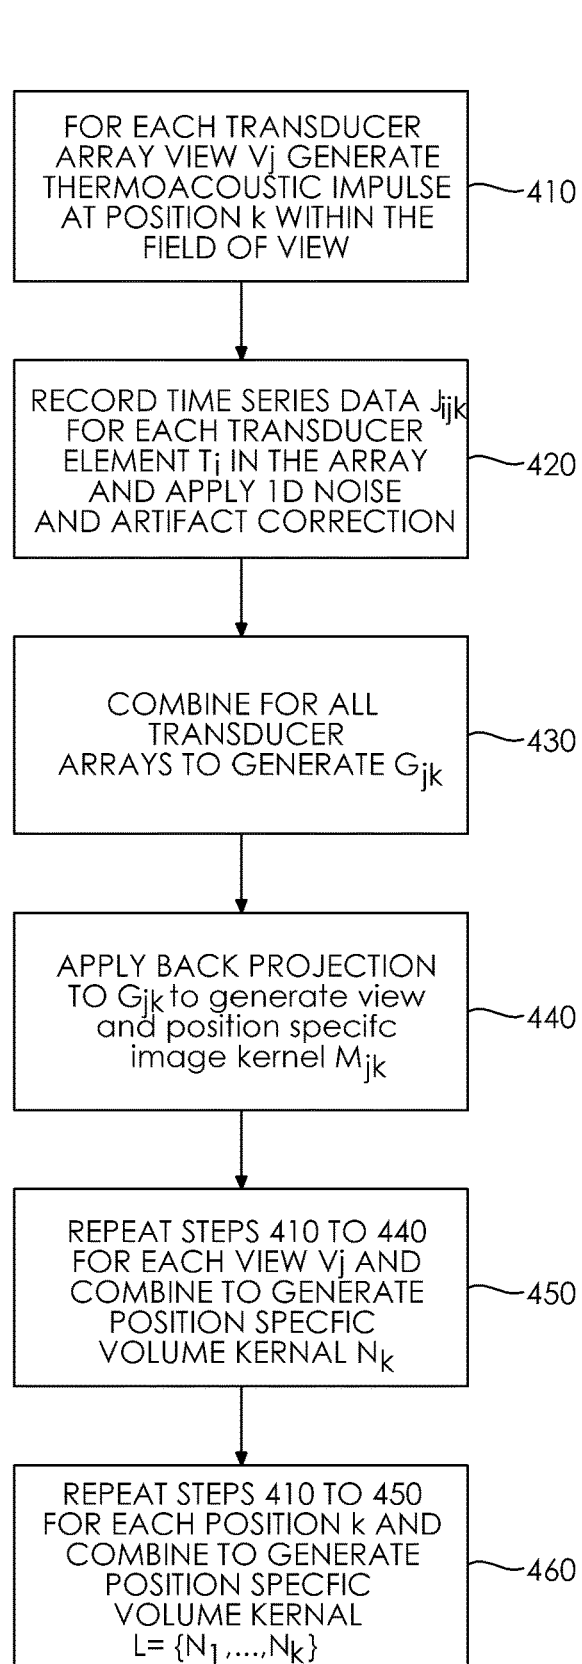 FOR EACH TRANSDUCER
ARRAY VIEW Vj GENERATE
THERMOACOUSTIC IMPULSE
AT POSITION k WITHIN THE
FIELD OF VIEW
410
RECORD TIME SERIES DATA Jijk
FOR EACH TRANSDUCER
ELEMENT Ti IN THE ARRAY
AND APPLY 1D NOISE
AND ARTIFACT CORRECTION
420
COMBINE FOR ALL
TRANSDUCER
ARRAYS TO GENERATE Gjk
430
APPLY BACK PROJECTION
TO Gjk to generate view
and position specifc
image kernel Mjk
440
REPEAT STEPS 410 TO 440
FOR EACH VIEW Vj AND
COMBINE TO GENERATE
POSITION SPECFIC
VOLUME KERNAL Nk
450
REPEAT STEPS 410 TO 450
FOR EACH POSITION k AND
COMBINE TO GENERATE
POSITION SPECFIC
VOLUME KERNAL
L= {N1,...,Nk}
460